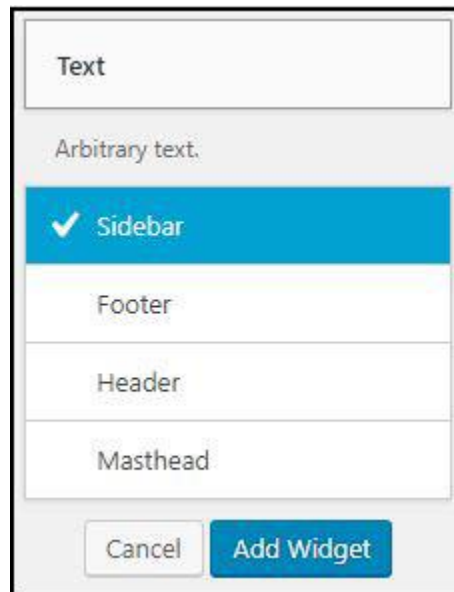 Text
Arbitrary text.
Sidebar
Footer
Header
Masthead
Cancel Add Widget